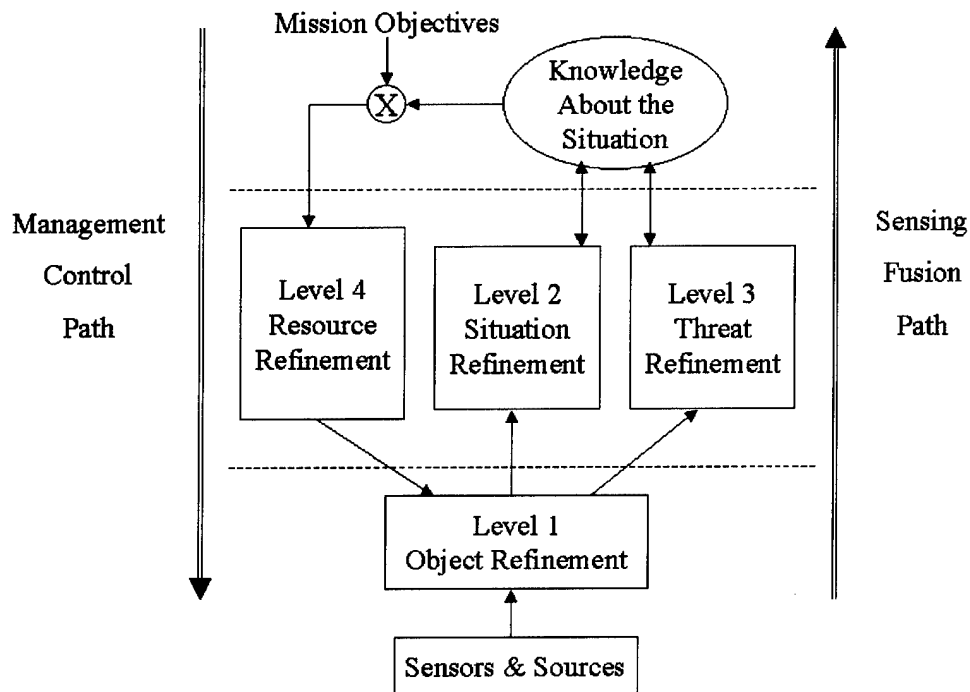 Mission Objectives
X
Knowledge
About the
Situation
Management
Control
Path
Sensing
Fusion
Path
Level 4
Resource
Refinement
Level 2
Situation
Refinement
Level 3
Threat
Refinement
Level 1
Object Refinement
Sensors & Sources